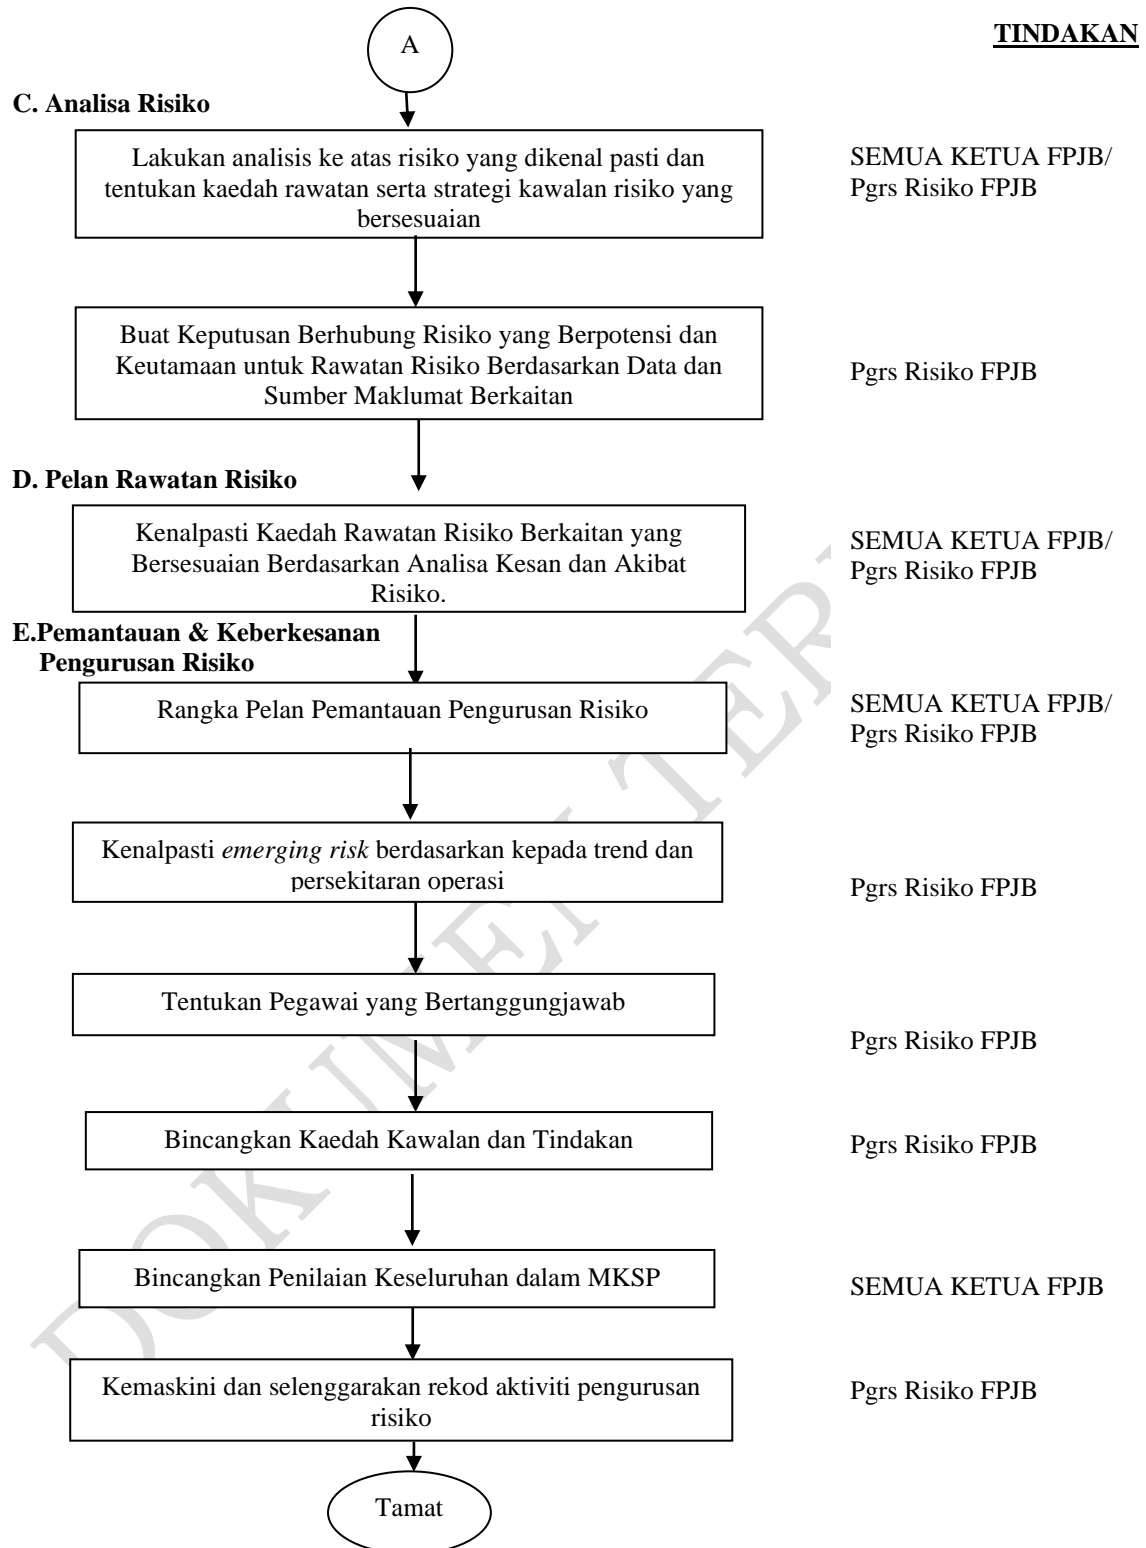 A
TINDAKAN
C. Analisa Risiko
Lakukan analisis ke atas risiko yang dikenal pasti dan
tentukan kaedah rawatan serta strategi kawalan risiko yang
bersesuaian
SEMUA KETUA FPJB/
Pgrs Risiko FPJB
Buat Keputusan Berhubung Risiko yang Berpotensi dan
Keutamaan untuk Rawatan Risiko Berdasarkan Data dan
Sumber Maklumat Berkaitan
Pgrs Risiko FPJB
D. Pelan Rawatan Risiko
Kenalpasti Kaedah Rawatan Risiko Berkaitan yang
Bersesuaian Berdasarkan Analisa Kesan dan Akibat
Risiko.
SEMUA KETUA FPJB/
Pgrs Risiko FPJB
E.Pemantauan & Keberkesanan
Pengurusan Risiko
Rangka Pelan Pemantauan Pengurusan Risiko
SEMUA KETUA FPJB/
Pgrs Risiko FPJB
Kenalpasti emerging risk berdasarkan kepada trend dan
persekitaran operasi
Pgrs Risiko FPJB
Tentukan Pegawai yang Bertanggungjawab
Pgrs Risiko FPJB
Bincangkan Kaedah Kawalan dan Tindakan
Pgrs Risiko FPJB
Bincangkan Penilaian Keseluruhan dalam MKSP
SEMUA KETUA FPJB
Kemaskini dan selenggarakan rekod aktiviti pengurusan
risiko
Pgrs Risiko FPJB
Tamat
DOKUMEN